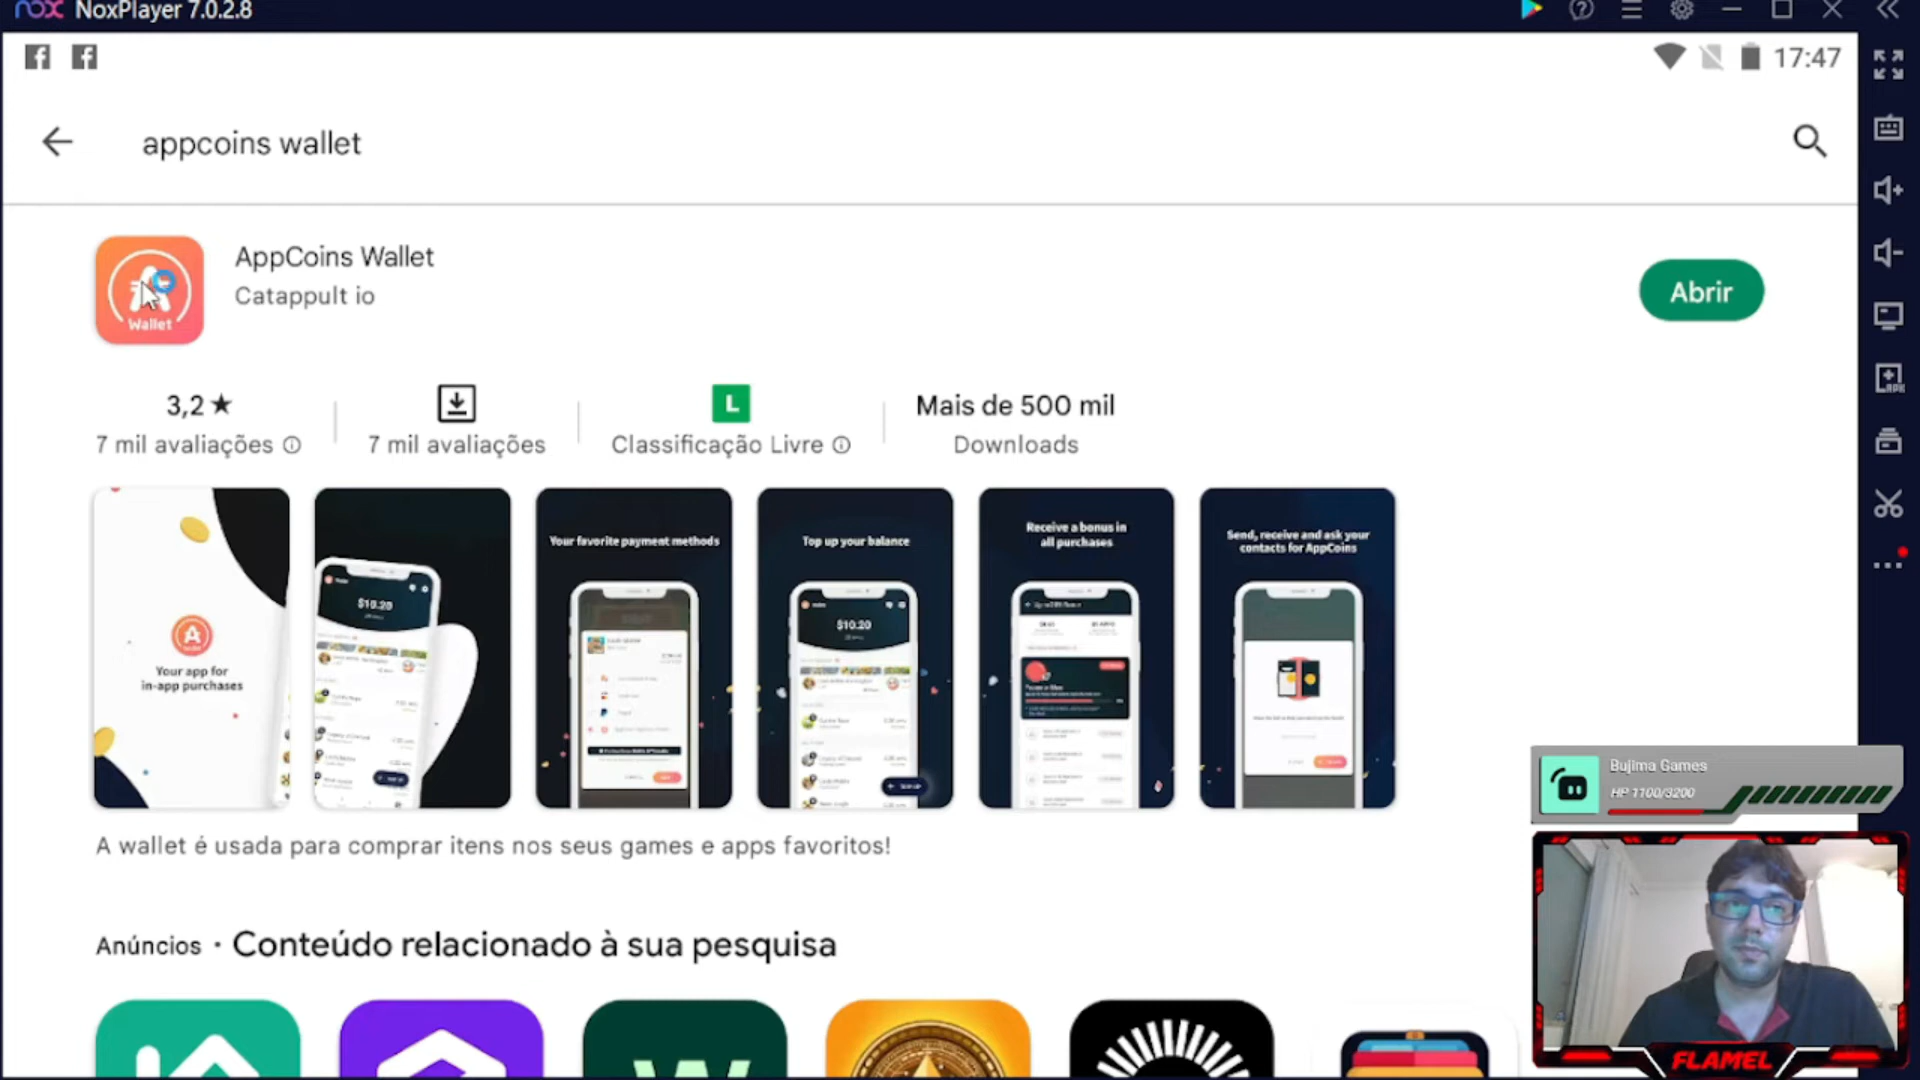 nox NoxPlayer 7.0.2.8
17:47
appcoins wallet
AppCoins Wallet
Catappult io
Abrir
Wallet
3,2★
7 mil avaliações
7 mil avaliações
L
Classificação Livre
Mais de 500 mil
Downloads
Your app for
in-app purchases
$10.20
Your favorite payment methods
Top up your balance
$10.20
Receive a bonus in
all purchases
Send, receive and ask your
contacts for AppCoins
A wallet é usada para comprar itens nos seus games e apps favoritos!
Bujima Games
HP 1100/3200
Anúncios · Conteúdo relacionado à sua pesquisa
FLAMEL